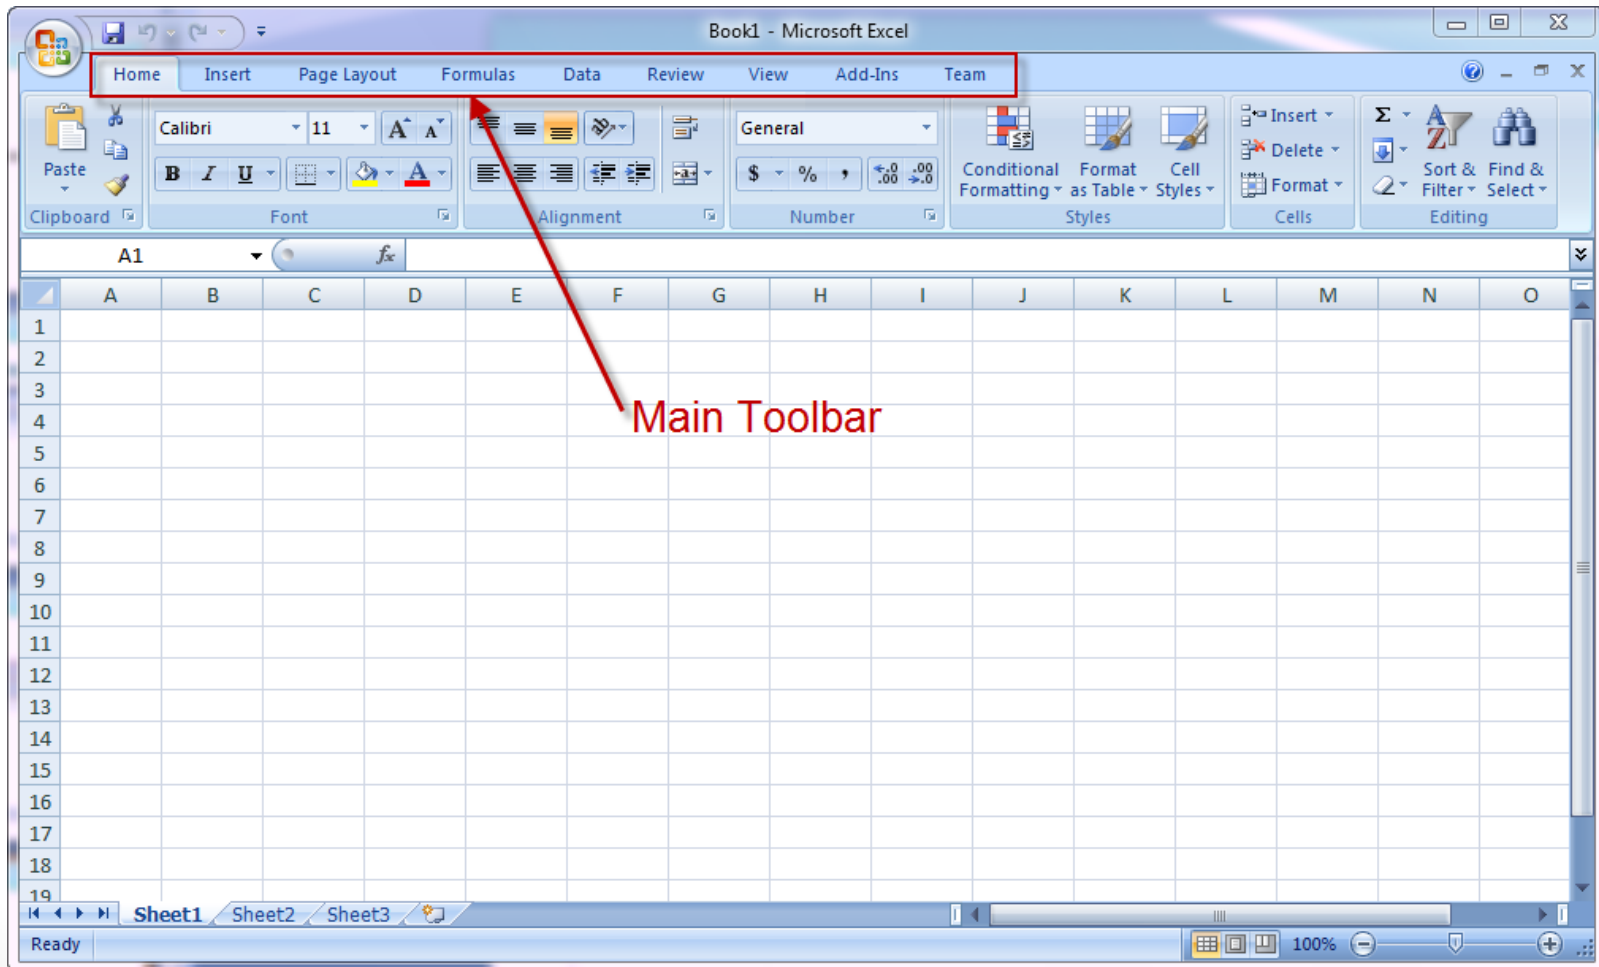 Book1 - Microsoft Excel
Home Insert Page Layout Formulas Data Review View Add-Ins Team
Calibri 11 A A General Insert
Paste Conditional Format Cell Delete Sort & Find &
B I U A $ % , .00 .00 Formatting as Table Styles Format Filter Select
Clipboard Font Alignment Number Styles Cells Editing
A1 fx
A B C D E F G H I J K L M N O
1
2
3
Main Toolbar
4
5
6
7
8
9
10
11
12
13
14
15
16
17
18
19
Sheet1 Sheet2 Sheet3
Ready 100%